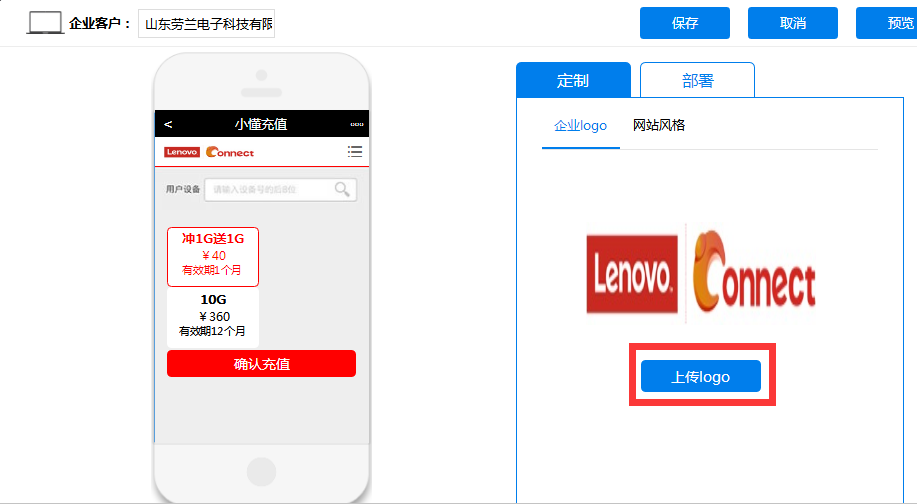 企业客户： 山东劳兰电子科技有限 保存 取消 预览
定制 部署
企业logo 网站风格
< 小懂充值 ooo
Lenovo Connect
用户设备 请输入设备号的后8位
冲1G送1G
￥40
有效期1个月
10G
￥360
有效期12个月
确认充值
Lenovo. Connect
上传logo